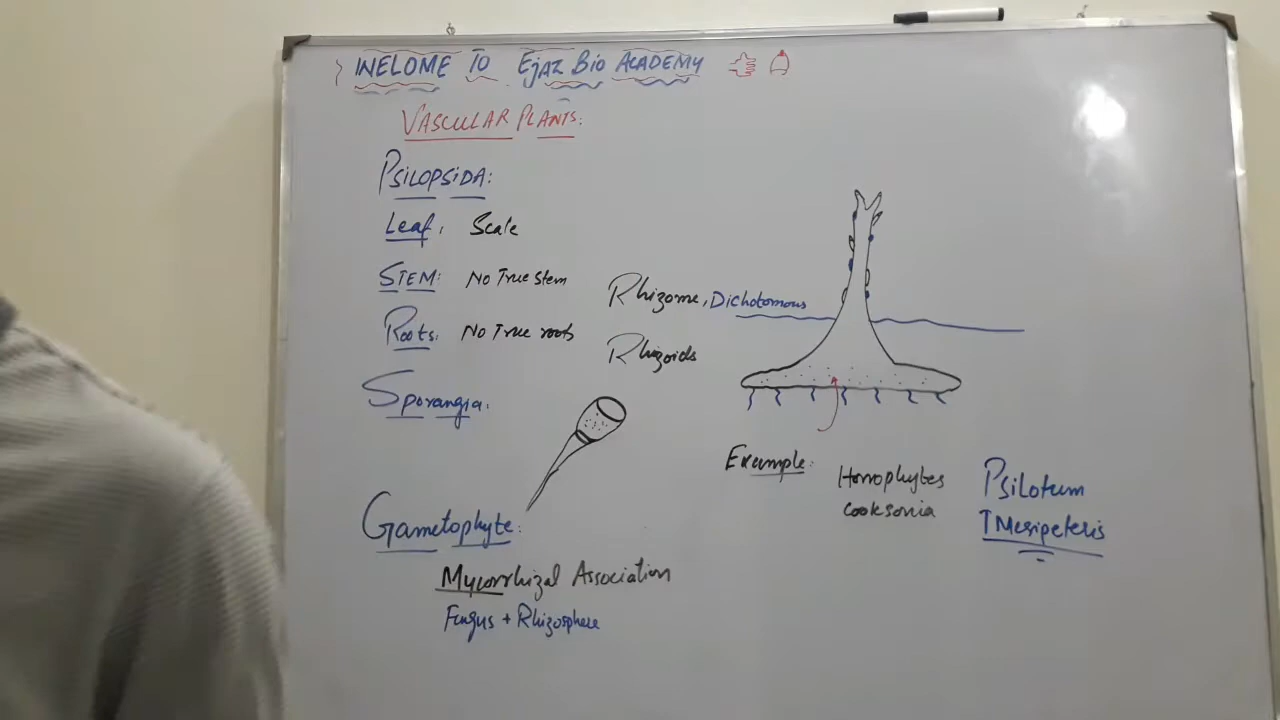 WELOME TO EJAZ BIO ACADEMY
VASCULAR PLANTS:
PSILOPSIDA:
Leaf: Scale
STEM: No True stem
Rhizome, Dichotomous
Roots: No True roots
Rhizoids
Sporangia:
Gametophyte:
Mycorrhizal Association
Fungus + Rhizosphere
Example:
Horrophytes
Cooksonia
Psilotum
TMesipeteris